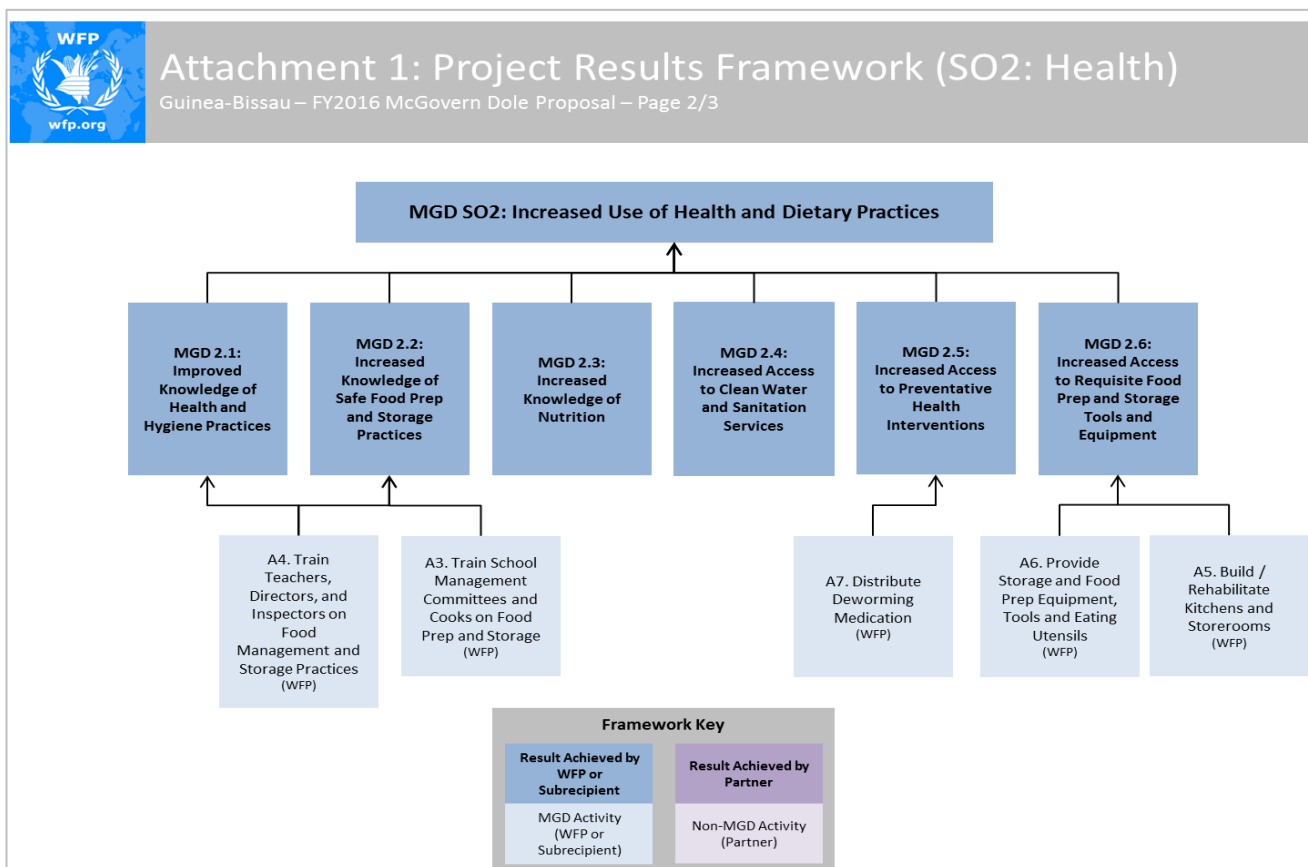 WFP
wfp.org
Attachment 1: Project Results Framework (SO2: Health)
Guinea-Bissau – FY2016 McGovern Dole Proposal – Page 2/3
MGD SO2: Increased Use of Health and Dietary Practices
MGD 2.1:
Improved
Knowledge of
Health and
Hygiene Practices
MGD 2.2:
Increased
Knowledge of
Safe Food Prep
and Storage
Practices
MGD 2.3:
Increased
Knowledge of
Nutrition
MGD 2.4:
Increased Access
to Clean Water
and Sanitation
Services
MGD 2.5:
Increased Access
to Preventative
Health
Interventions
MGD 2.6:
Increased Access
to Requisite Food
Prep and Storage
Tools and
Equipment
A4. Train
Teachers,
Directors, and
Inspectors on
Food
Management and
Storage Practices
(WFP)
A3. Train School
Management
Committees and
Cooks on Food
Prep and Storage
(WFP)
A7. Distribute
Deworming
Medication
(WFP)
A6. Provide
Storage and Food
Prep Equipment,
Tools and Eating
Utensils
(WFP)
A5. Build /
Rehabilitate
Kitchens and
Storerooms
(WFP)
Framework Key
Result Achieved by
WFP or
Subrecipient
Result Achieved by
Partner
MGD Activity
(WFP or
Subrecipient)
Non-MGD Activity
(Partner)